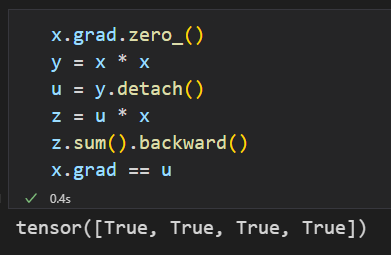 x.grad.zero_()
y = x * x
u = y.detach()
z = u * x
z.sum().backward()
x.grad == u
0.4s
tensor([True, True, True, True])